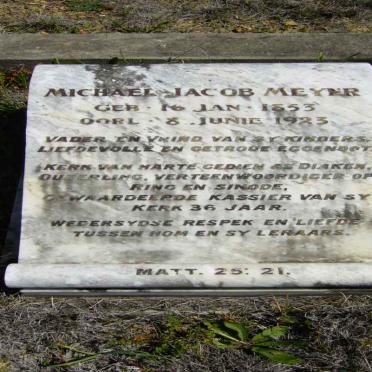 MICHAEL JACOB MEYER
GEB. 16 JAN. 1853
OORL. 8 JUNIE 1923
VADER EN VRIND VAN SY KINDERS.
LIEFDEVOLLE EN GETROUE EGGENOOT.
KERK VAN HARTE GEDIEN AS DIAKEN,
OUDERLING, VERTEENWOORDIGER OP
RING EN SINODE,
GEWAARDEERDE KASSIER VAN SY
KERK 36 JAAR.
WEDERSYDSE RESPEK EN LIEFDE
TUSSEN HOM EN SY LERAARS.
MATT. 25: 21.